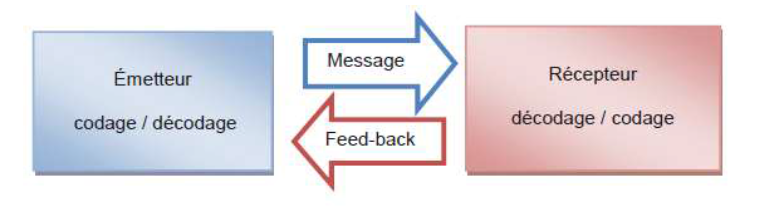 Émetteur
codage / décodage
Message
Feed-back
Récepteur
décodage / codage